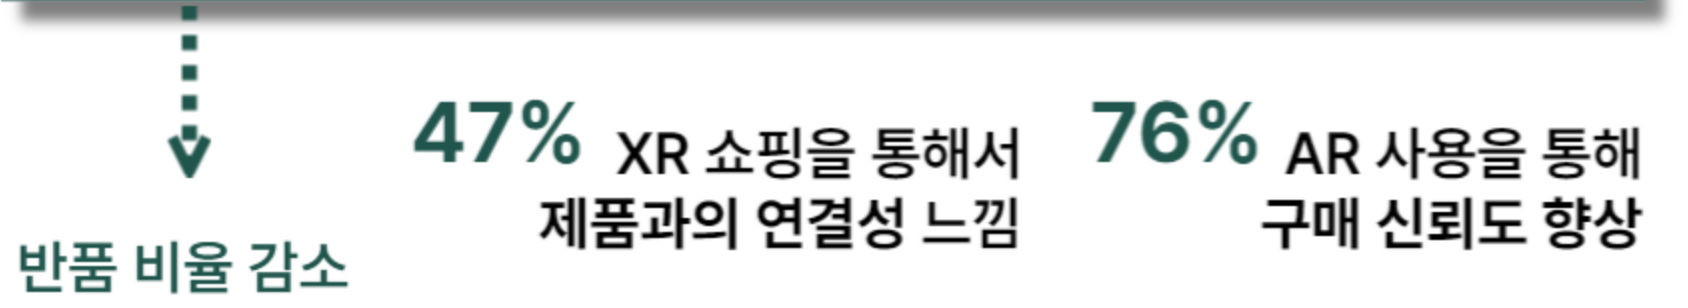 47% XR 쇼핑을 통해서
제품과의 연결성 느낌
76% AR 사용을 통해
구매 신뢰도 향상
반품 비율 감소